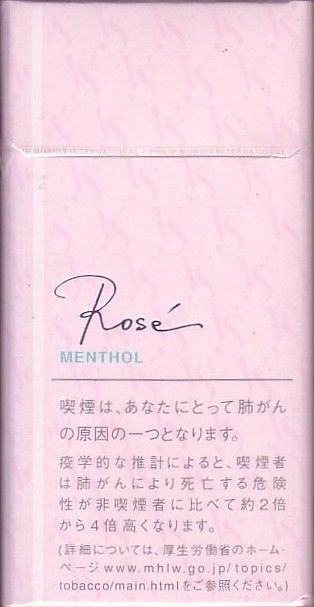 PHILIP MORRIS INTERNATIONAL • PHILIP MORRIS INTERNATIONAL
Rosé
MENTHOL
喫煙は、あなたにとって肺がん
の原因の一つとなります。
疫学的な推計によると、喫煙者
は肺がんにより死亡する危険
性が非喫煙者に比べて約2倍
から4倍高くなります。
(詳細については、厚生労働省のホーム・
ページ www.mhlw.go.jp/topics/
tobacco/main.htmlをご参照ください。)